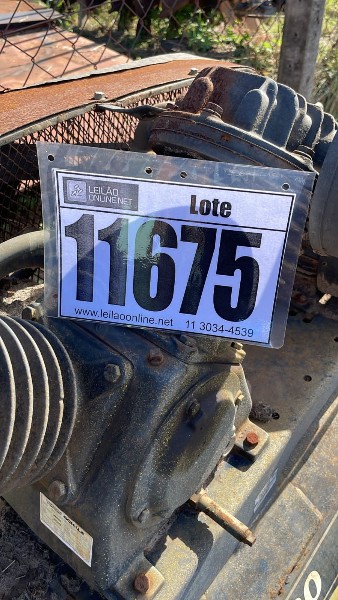 LEILÃO
ONLINE.NET
Lote
11675
www.leilaoonline.net 11 3034-4539